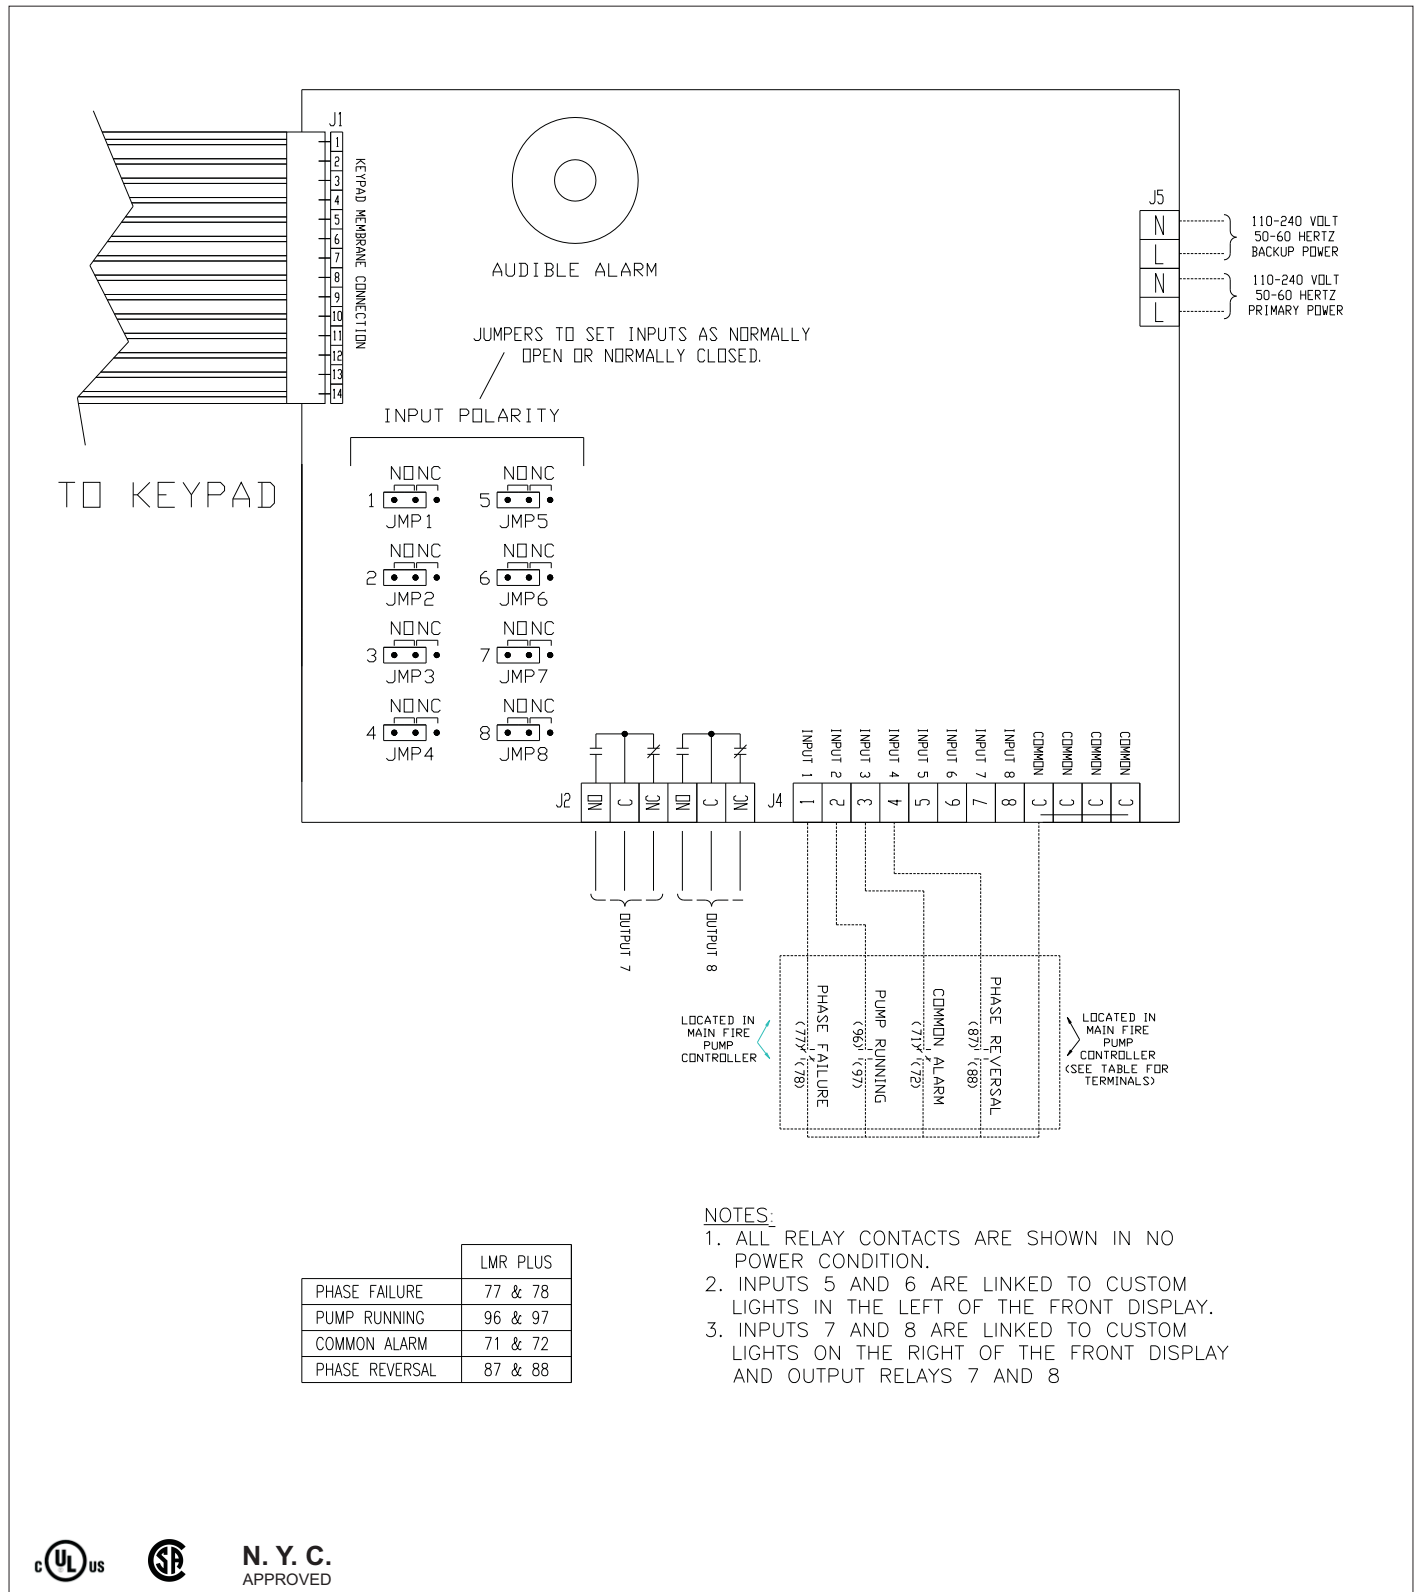 J1
1
2
3
4
5
6
7
8
9
10
11
12
13
14
KEYPAD MEMBRANE CONNECTION
TO KEYPAD
AUDIBLE ALARM
JUMPERS TO SET INPUTS AS NORMALLY
OPEN OR NORMALLY CLOSED.
INPUT POLARITY
NO NC
1
JMP1
NO NC
2
JMP2
NO NC
3
JMP3
NO NC
4
JMP4
NO NC
5
JMP5
NO NC
6
JMP6
NO NC
7
JMP7
NO NC
8
JMP8
J5
N
L
N
L
110-240 VOLT
50-60 HERTZ
BACKUP POWER
110-240 VOLT
50-60 HERTZ
PRIMARY POWER
J2
NO C NC NO C NC
OUTPUT 7
OUTPUT 8
INPUT 1
INPUT 2
INPUT 3
INPUT 4
INPUT 5
INPUT 6
INPUT 7
INPUT 8
COMMON
COMMON
COMMON
COMMON
J4
1 2 3 4 5 6 7 8 C C C C
LOCATED IN
MAIN FIRE
PUMP
CONTROLLER
PHASE FAILURE
(77) (78)
PUMP RUNNING
(96) (97)
COMMON ALARM
(71) (72)
PHASE REVERSAL
(87) (88)
LOCATED IN
MAIN FIRE
PUMP
CONTROLLER
(SEE TABLE FOR
TERMINALS)
LMR PLUS
PHASE FAILURE 77 & 78
PUMP RUNNING 96 & 97
COMMON ALARM 71 & 72
PHASE REVERSAL 87 & 88
NOTES:
1. ALL RELAY CONTACTS ARE SHOWN IN NO
POWER CONDITION.
2. INPUTS 5 AND 6 ARE LINKED TO CUSTOM
LIGHTS IN THE LEFT OF THE FRONT DISPLAY.
3. INPUTS 7 AND 8 ARE LINKED TO CUSTOM
LIGHTS ON THE RIGHT OF THE FRONT DISPLAY
AND OUTPUT RELAYS 7 AND 8
c UL us
SA
N. Y. C.
APPROVED